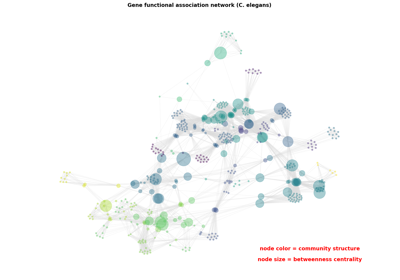 Gene functional association network (C. elegans)
node color = community structure
node size = betweenness centrality